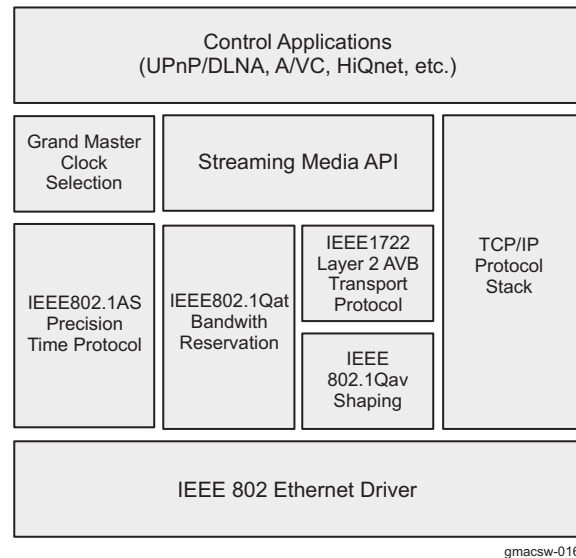 Control Applications
(UPnP/DLNA, A/VC, HiQnet, etc.)
Grand Master
Clock
Selection
Streaming Media API
TCP/IP
Protocol
Stack
IEEE802.1AS
Precision
Time Protocol
IEEE802.1Qat
Bandwith
Reservation
IEEE1722
Layer 2 AVB
Transport
Protocol
IEEE
802.1Qav
Shaping
IEEE 802 Ethernet Driver
gmacsw-016